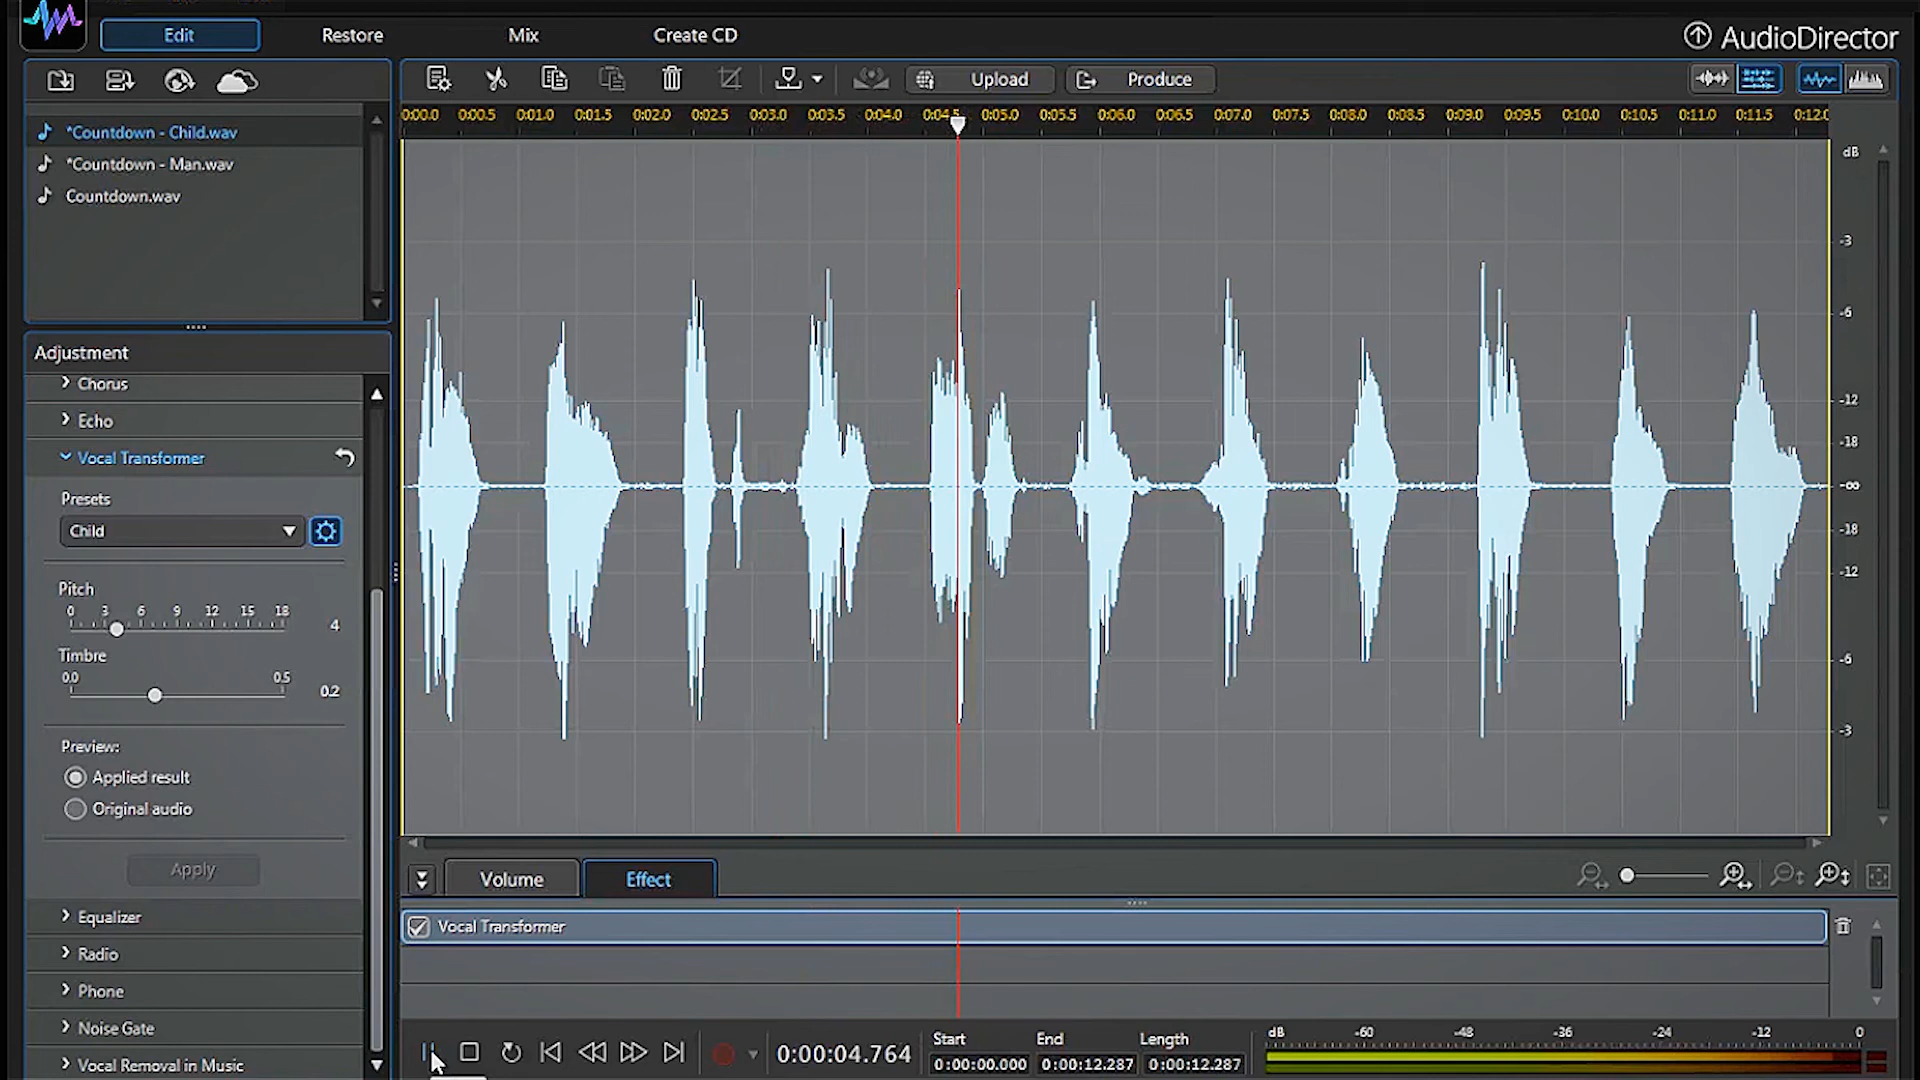 Edit Restore Mix Create CD AudioDirector
Upload Produce
0:00.0 0:00.5 0:01.0 0:01.5 0:02.0 0:02.5 0:03.0 0:03.5 0:04.0 0:04.5 0:05.0 0:05.5 0:06.0 0:06.5 0:07.0 0:07.5 0:08.0 0:08.5 0:09.0 0:09.5 0:10.0 0:10.5 0:11.0 0:11.5 0:12.0
*Countdown - Child.wav
*Countdown - Man.wav
Countdown.wav
dB
-3
-6
-12
-18
-∞
-18
-12
-6
-3
Adjustment
Chorus
Echo
Vocal Transformer
Presets
Child
Pitch
0 3 6 9 12 15 18
4
Timbre
0.0 0.5
0.2
Preview:
Applied result
Original audio
Apply
Equalizer
Radio
Phone
Noise Gate
Vocal Removal in Music
Volume Effect
Vocal Transformer
0:00:04.764
Start End Length
0:00:00.000 0:00:12.287 0:00:12.287
dB -60 -48 -36 -24 -12 0